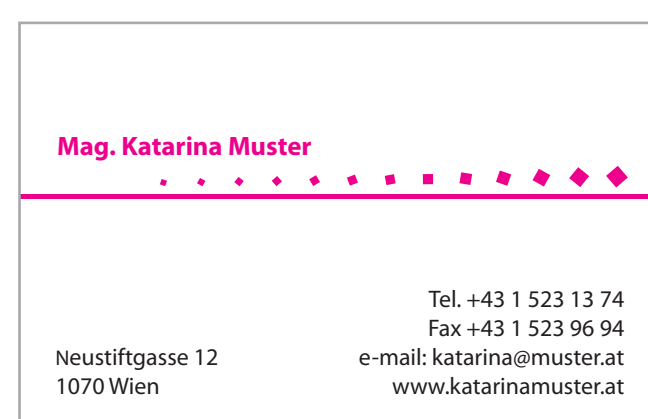 Mag. Katarina Muster
Tel. +43 1 523 13 74
Fax +43 1 523 96 94
Neustiftgasse 12
e-mail: katarina@muster.at
1070 Wien
www.katarinamuster.at